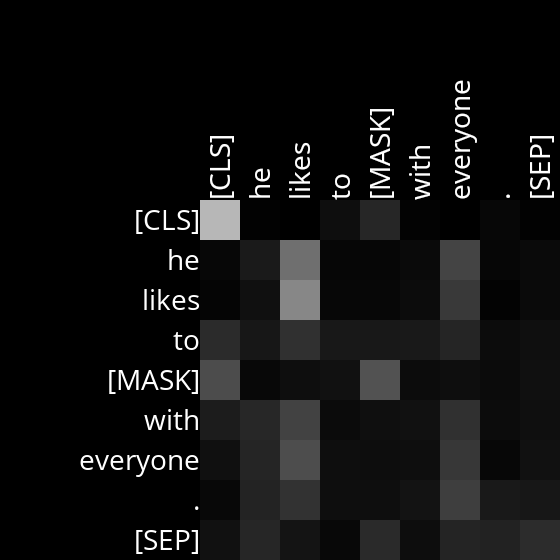 [CLS]
he
likes
to
[MASK]
with
everyone
.
[SEP]
[CLS]
he
likes
to
[MASK]
with
everyone
.
[SEP]